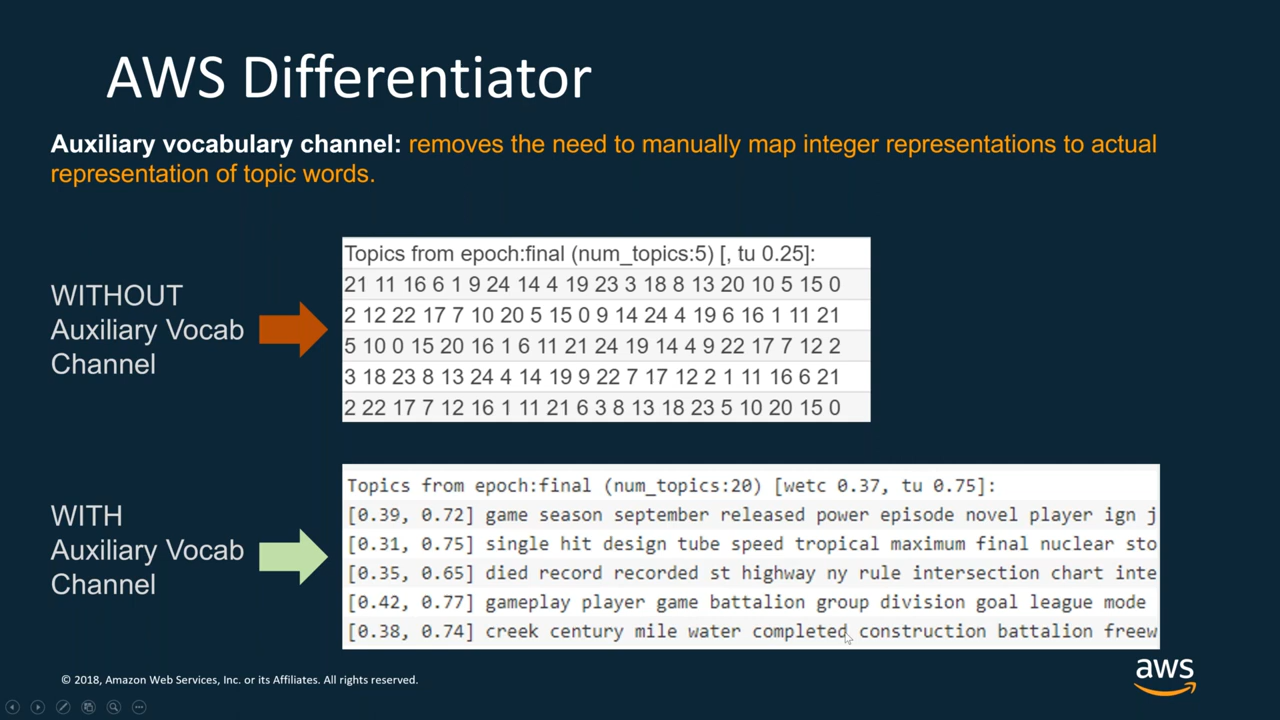 AWS Differentiator
Auxiliary vocabulary channel: removes the need to manually map integer representations to actual
representation of topic words.
WITHOUT
Auxiliary Vocab
Channel
Topics from epoch:final (num_topics:5) [, tu 0.25]:
21 11 16 6 1 9 24 14 4 19 23 3 18 8 13 20 10 5 15 0
2 12 22 17 7 10 20 5 15 0 9 14 24 4 19 6 16 1 11 21
5 10 0 15 20 16 1 6 11 21 24 19 14 4 9 22 17 7 12 2
3 18 23 8 13 24 4 14 19 9 22 7 17 12 2 1 11 16 6 21
2 22 17 7 12 16 1 11 21 6 3 8 13 18 23 5 10 20 15 0
WITH
Auxiliary Vocab
Channel
Topics from epoch:final (num_topics:20) [wetc 0.37, tu 0.75]:
[0.39, 0.72] game season september released power episode novel player ign j
[0.31, 0.75] single hit design tube speed tropical maximum final nuclear sto
[0.35, 0.65] died record recorded st highway ny rule intersection chart inte
[0.42, 0.77] gameplay player game battalion group division goal league mode
[0.38, 0.74] creek century mile water completed construction battalion freew
© 2018, Amazon Web Services, Inc. or its Affiliates. All rights reserved.
aws